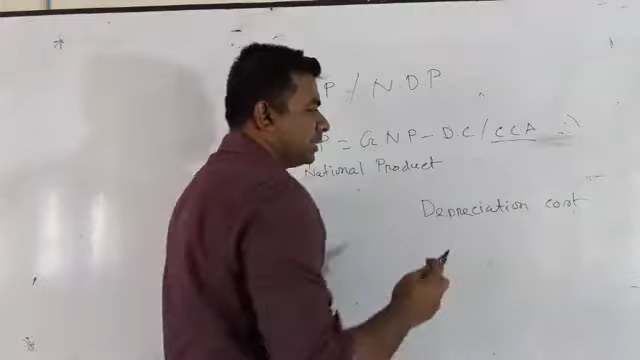 P / N.D.P
P = GNP - D.C / CCA
National Product
Depreciation cost